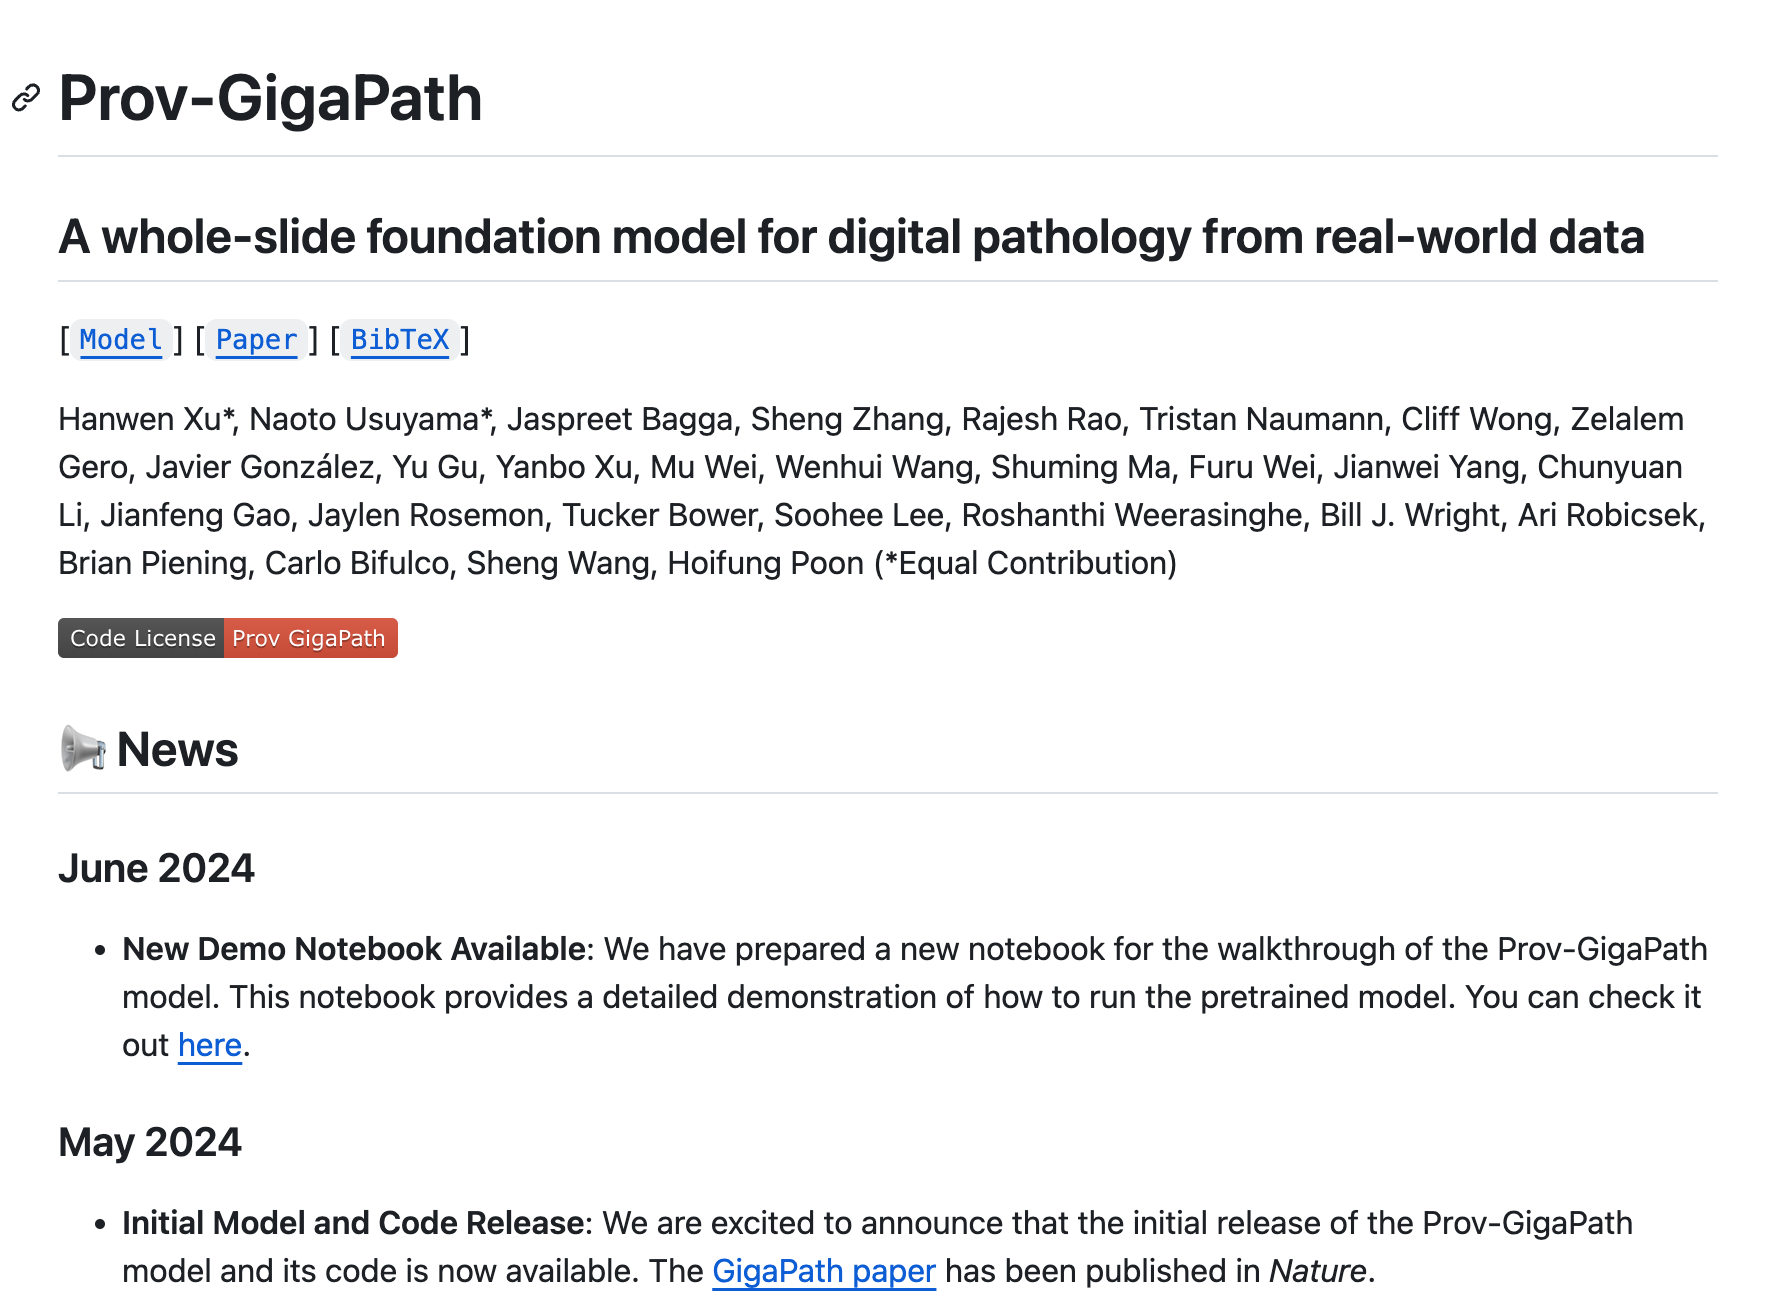 Prov-GigaPath
A whole-slide foundation model for digital pathology from real-world data
[Model] [Paper] [BibTeX]
Hanwen Xu*, Naoto Usuyama*, Jaspreet Bagga, Sheng Zhang, Rajesh Rao, Tristan Naumann, Cliff Wong, Zelalem
Gero, Javier González, Yu Gu, Yanbo Xu, Mu Wei, Wenhui Wang, Shuming Ma, Furu Wei, Jianwei Yang, Chunyuan
Li, Jianfeng Gao, Jaylen Rosemon, Tucker Bower, Soohee Lee, Roshanthi Weerasinghe, Bill J. Wright, Ari Robicsek,
Brian Piening, Carlo Bifulco, Sheng Wang, Hoifung Poon (*Equal Contribution)
Code License Prov GigaPath
News
June 2024
• New Demo Notebook Available: We have prepared a new notebook for the walkthrough of the Prov-GigaPath
model. This notebook provides a detailed demonstration of how to run the pretrained model. You can check it
out here.
May 2024
• Initial Model and Code Release: We are excited to announce that the initial release of the Prov-GigaPath
model and its code is now available. The GigaPath paper has been published in Nature.